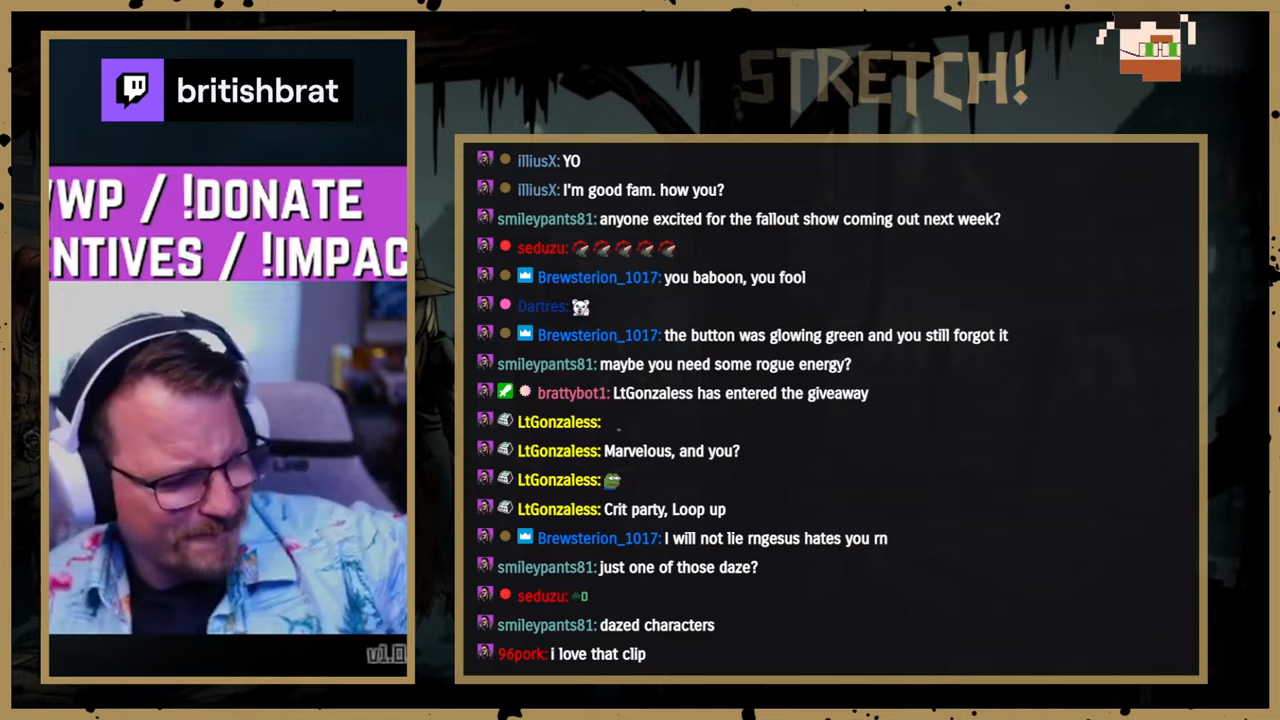 britishbrat
/WP / !DONATE
ENTIVES / !IMPAC
v1.0
STRETCH!
illiusX: YO
illiusX: I'm good fam. how you?
smileypants81: anyone excited for the fallout show coming out next week?
seduzu:
Brewsterion_1017: you baboon, you fool
Dartres:
Brewsterion_1017: the button was glowing green and you still forgot it
smileypants81: maybe you need some rogue energy?
brattybot1: LtGonzaless has entered the giveaway
LtGonzaless:
LtGonzaless: Marvelous, and you?
LtGonzaless:
LtGonzaless: Crit party, Loop up
Brewsterion_1017: I will not lie rngesus hates you rn
smileypants81: just one of those daze?
seduzu:
smileypants81: dazed characters
96pork: i love that clip